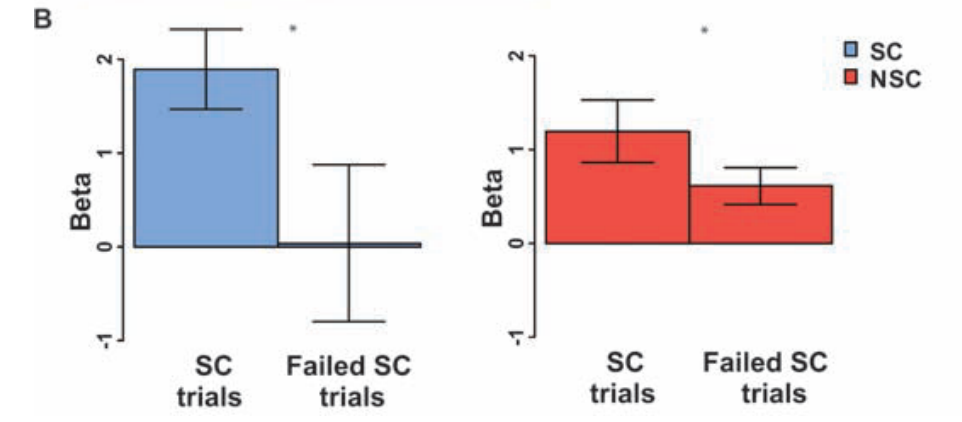 B
*
Beta
2
1
0
-1
SC
trials
Failed SC
trials
*
Beta
2
1
0
-1
SC
trials
Failed SC
trials
SC
NSC